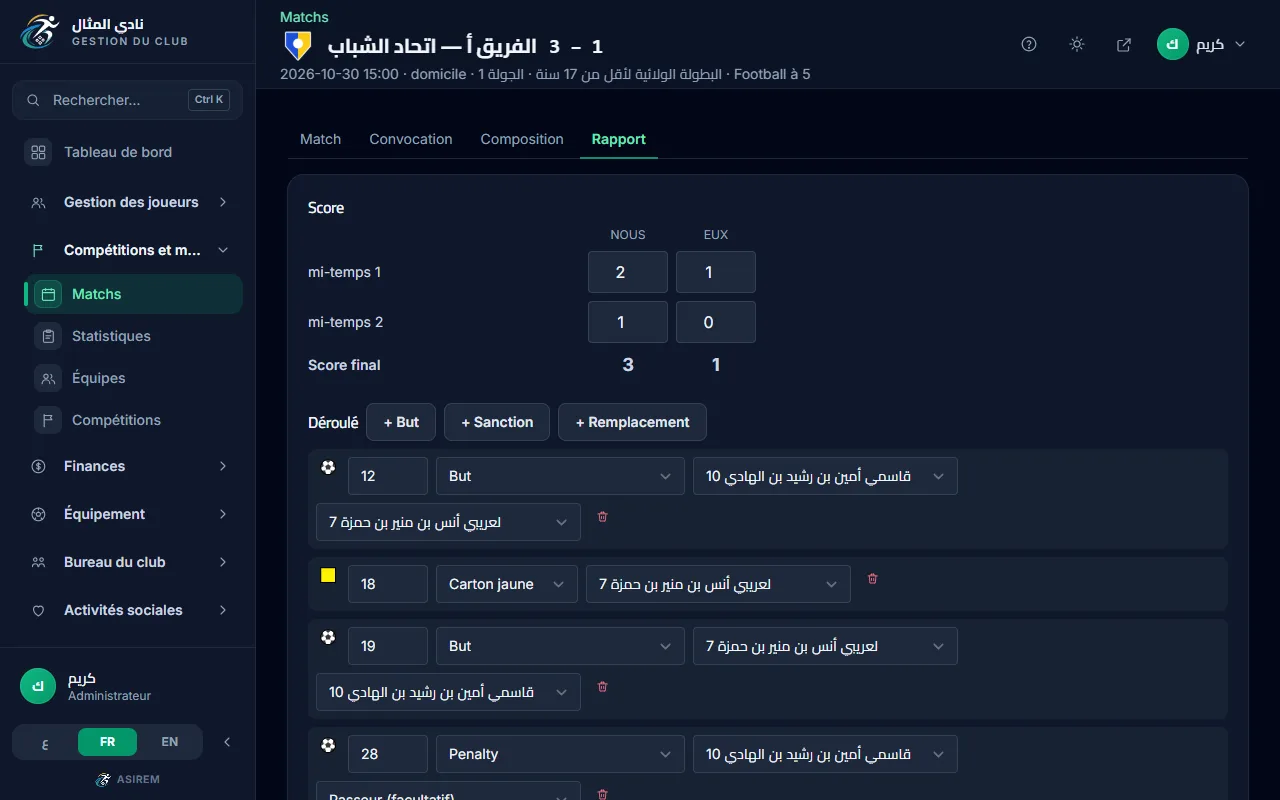 نادي المثال
GESTION DU CLUB
Rechercher... Ctrl K
Tableau de bord
Gestion des joueurs
Compétitions et m...
Matchs
Statistiques
Équipes
Compétitions
Finances
Équipement
Bureau du club
Activités sociales
ك كريم
Administrateur
ع FR EN
ASIREM
Matchs
الفريق أ — اتحاد الشباب 3 – 1
2026-10-30 15:00 · domicile · البطولة الولائية لأقل من 17 سنة · الجولة 1 · Football à 5
ك كريم
Match Convocation Composition Rapport
Score
NOUS EUX
mi-temps 1 2 1
mi-temps 2 1 0
Score final 3 1
Déroulé + But + Sanction + Remplacement
12 But قاسمي أمين بن رشيد بن الهادي 10
لعريبي أنس بن منير بن حمزة 7
18 Carton jaune لعريبي أنس بن منير بن حمزة 7
19 But لعريبي أنس بن منير بن حمزة 7
قاسمي أمين بن رشيد بن الهادي 10
28 Penalty قاسمي أمين بن رشيد بن الهادي 10
Passeur (facultatif)